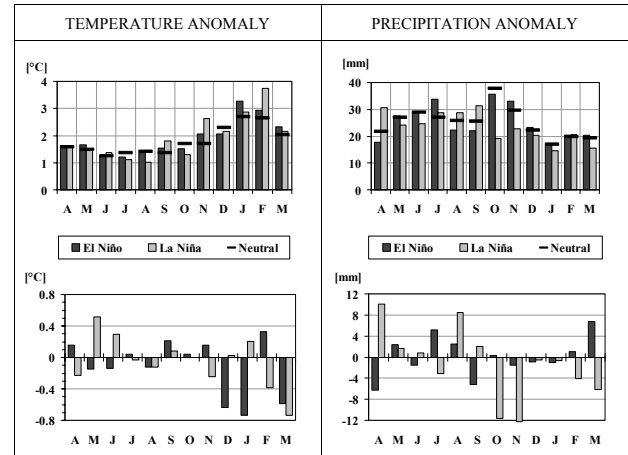 TEMPERATURE ANOMALY
PRECIPITATION ANOMALY
[°C]
4
3
2
1
0
A M J J A S O N D J F M
El Niño La Niña Neutral
[mm]
40
30
20
10
0
A M J J A S O N D J F M
El Niño La Niña Neutral
[°C]
0.8
0.4
0
-0.4
-0.8
A M J J A S O N D J F M
[mm]
12
8
4
0
-4
-8
-12
A M J J A S O N D J F M